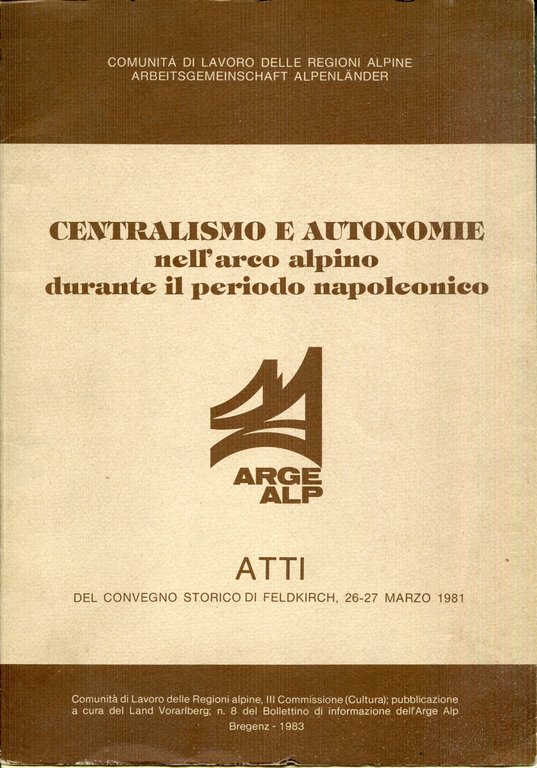 COMUNITÁ DI LAVORO DELLE REGIONI ALPINE
ARBEITSGEMEINSCHAFT ALPENLÄNDER
CENTRALISMO E AUTONOMIE
nell'arco alpino
durante il periodo napoleonico
ARGE
ALP
ATTI
DEL CONVEGNO STORICO DI FELDKIRCH, 26-27 MARZO 1981
Comunità di Lavoro delle Regioni alpine, III Commissione (Cultura); pubblicazione
a cura del Land Vorarlberg; n. 8 del Bollettino di informazione dell'Arge Alp
Bregenz - 1983